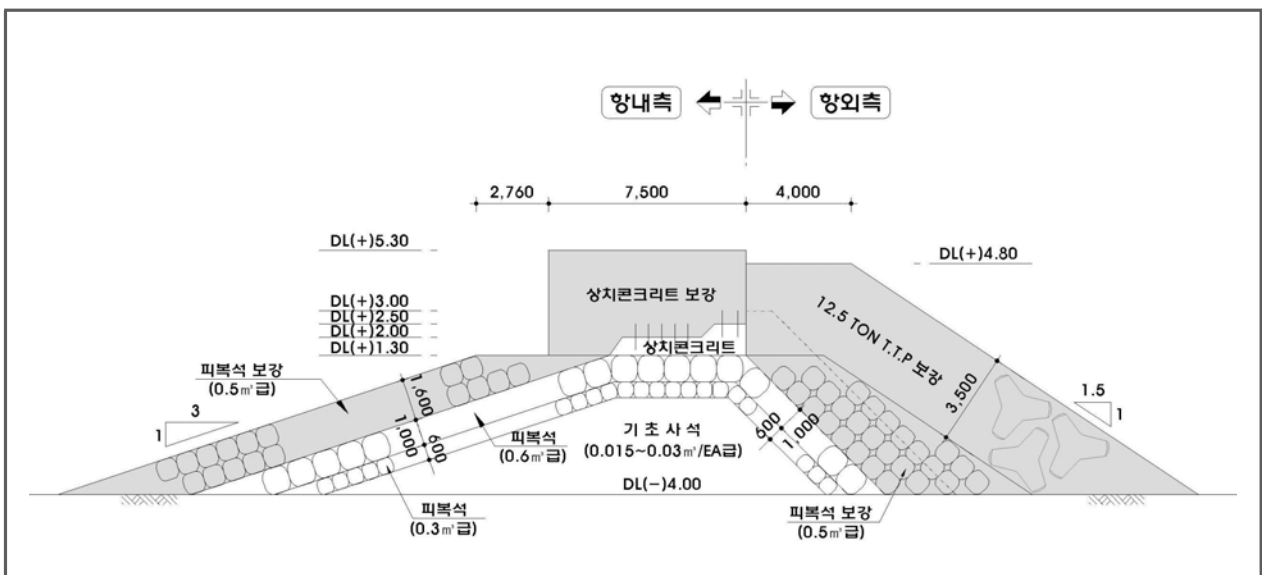 항내측
항외측
2,760
7,500
4,000
DL(+)5.30
DL(+)4.80
DL(+)3.00
DL(+)2.50
DL(+)2.00
DL(+)1.30
상치콘크리트 보강
상치콘크리트
12.5 TON T.T.P 보강
피복석 보강
(0.5㎥급)
3
1
1,600
1,000
600
피복석
(0.6㎥급)
기 초 사 석
(0.015~0.03㎥/EA급)
600
1,000
3,500
1.5
1
DL(-)4.00
피복석
(0.3㎥급)
피복석 보강
(0.5㎥급)